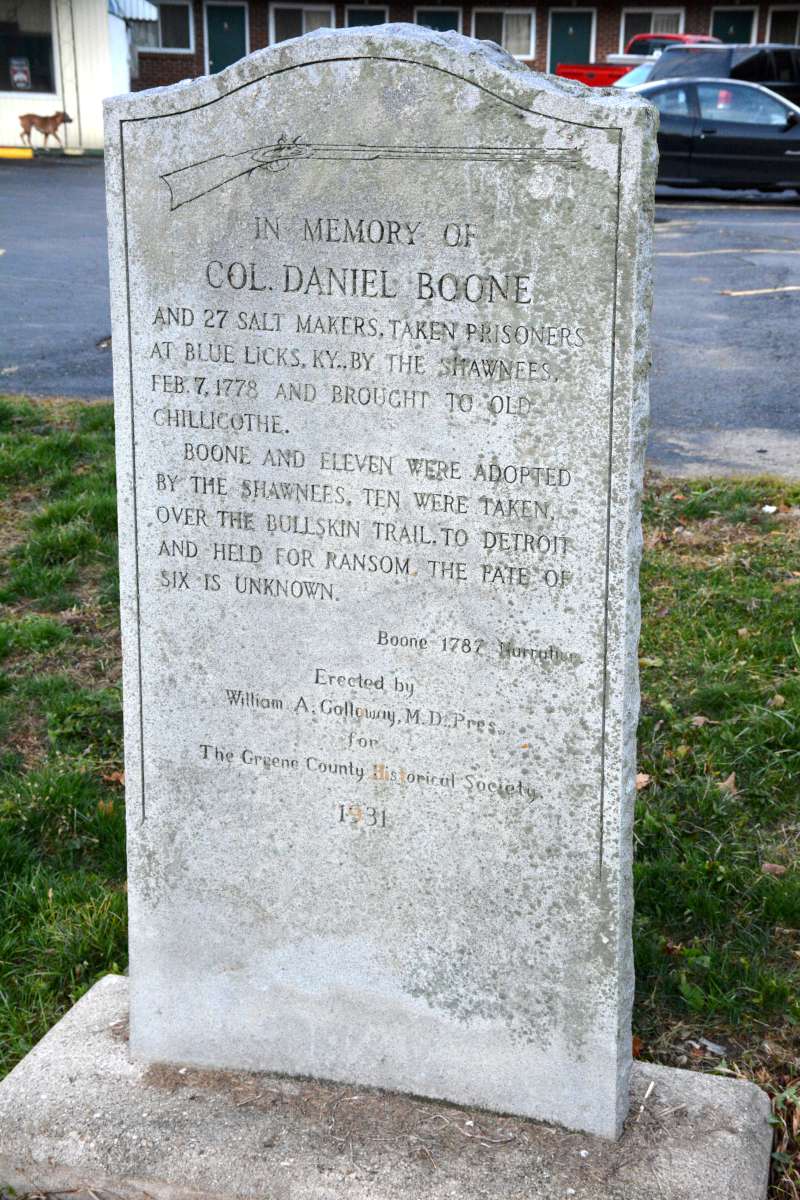 IN MEMORY OF
COL. DANIEL BOONE
AND 27 SALT MAKERS, TAKEN PRISONERS
AT BLUE LICKS, KY., BY THE SHAWNEES,
FEB. 7, 1778 AND BROUGHT TO OLD
CHILLICOTHE.
BOONE AND ELEVEN WERE ADOPTED
BY THE SHAWNEES, TEN WERE TAKEN,
OVER THE BULLSKIN TRAIL, TO DETROIT
AND HELD FOR RANSOM. THE FATE OF
SIX IS UNKNOWN.
Boone 1787 Narrative
Erected by
William A. Galloway, M.D. Pres.,
for
The Greene County Historical Society.
1931